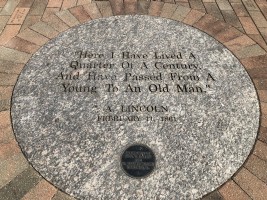 "Here I Have Lived A
Quarter Of A Century,
And Have Passed From A
Young To An Old Man."
A. LINCOLN
FEBRUARY 11, 1861